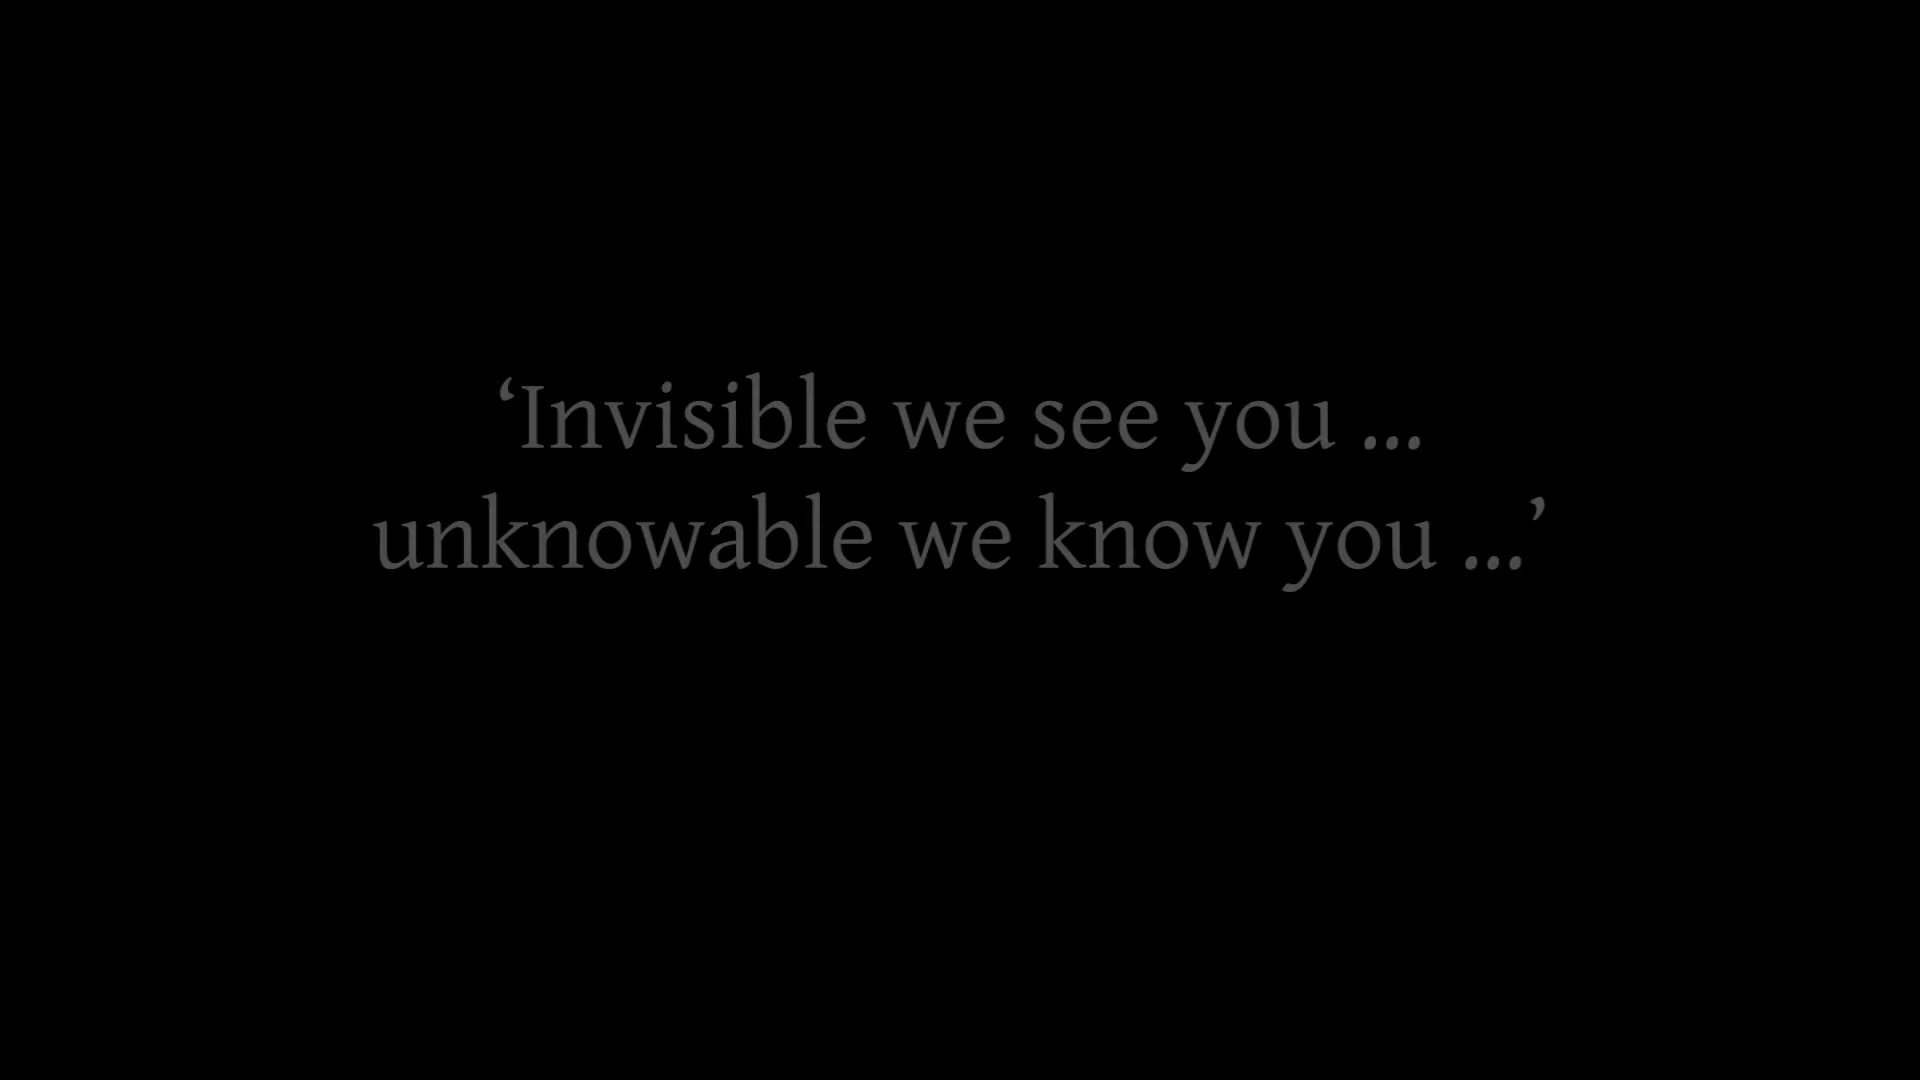 ‘Invisible we see you ...
unknowable we know you ...’